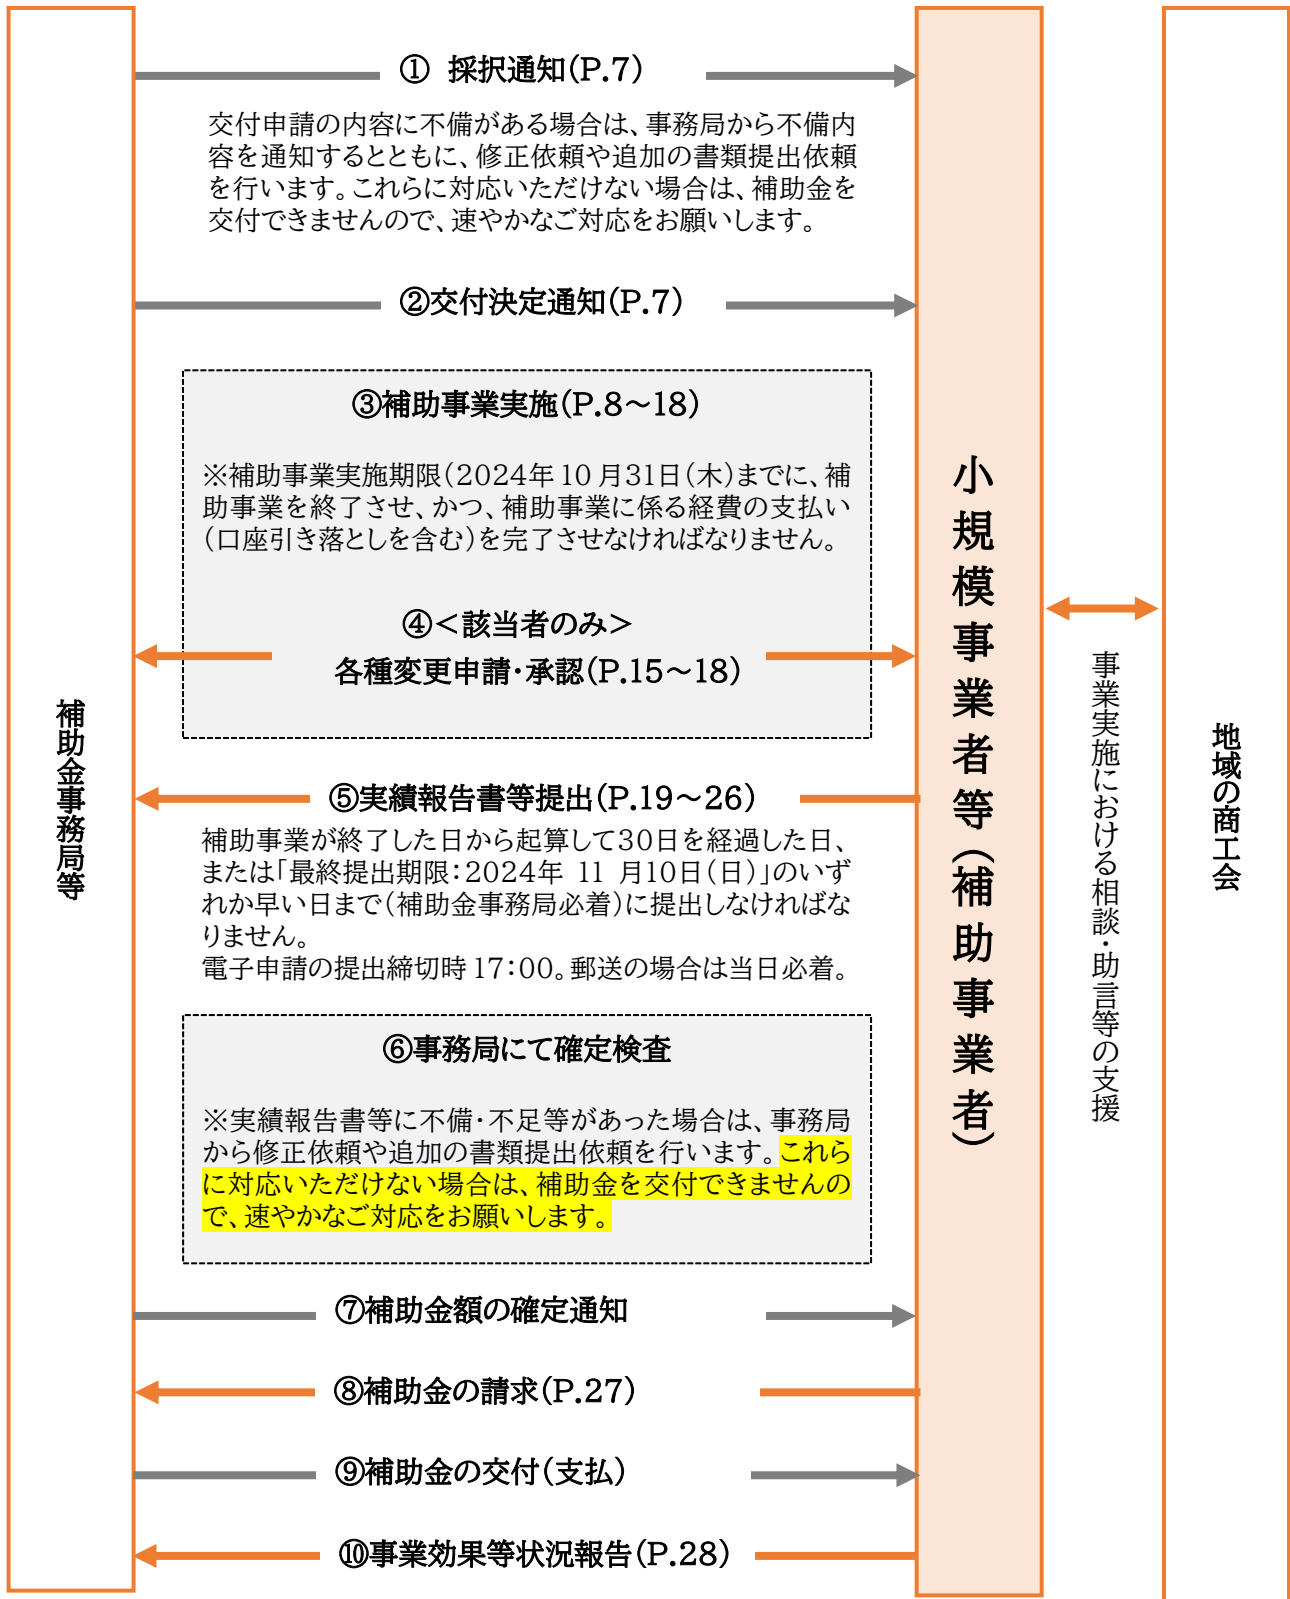 ① 採択通知(P.7)
交付申請の内容に不備がある場合は、事務局から不備内
容を通知するとともに、修正依頼や追加の書類提出依頼
を行います。これらに対応いただけない場合は、補助金を
交付できませんので、速やかなご対応をお願いします。
②交付決定通知(P.7)
③補助事業実施(P.8～18)
※補助事業実施期限(2024年10月31日(木)までに、補
助事業を終了させ、かつ、補助事業に係る経費の支払い
(口座引き落としを含む)を完了させなければなりません。
④＜該当者のみ＞
各種変更申請・承認(P.15～18)
⑤実績報告書等提出(P.19～26)
補助事業が終了した日から起算して30日を経過した日、
または「最終提出期限：2024年 11 月10日(日)」のいず
れか早い日まで(補助金事務局必着)に提出しなければな
りません。
電子申請の提出締切時17：00。郵送の場合は当日必着。
⑥事務局にて確定検査
※実績報告書等に不備・不足等があった場合は、事務局
から修正依頼や追加の書類提出依頼を行います。これら
に対応いただけない場合は、補助金を交付できませんの
で、速やかなご対応をお願いします。
⑦補助金額の確定通知
⑧補助金の請求(P.27)
⑨補助金の交付(支払)
⑩事業効果等状況報告(P.28)
補助金事務局等
小規模事業者等(補助事業者)
事業実施における相談・助言等の支援
地域の商工会